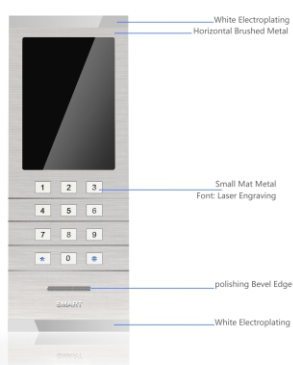 White Electroplating
Horizontal Brushed Metal
1 2 3
Small Mat Metal
Font: Laser Engraving
4 5 6
7 8 9
0
polishing Bevel Edge
SMART
White Electroplating